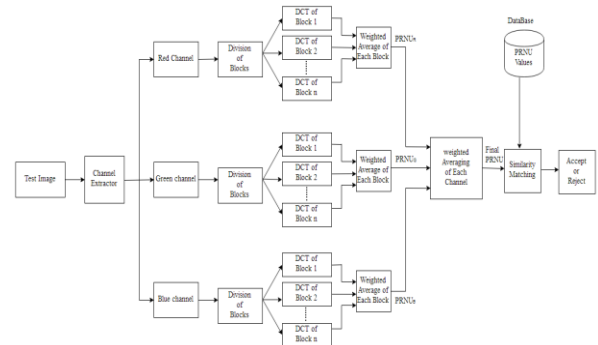 DataBase
PRNU
Values
Red Channel
Division
of
Blocks
DCT of
Block 1
DCT of
Block 2
DCT of
Block n
Weighted
Average of
Each Block
PRNUR
Test Image
Channel
Extractor
Green channel
Division
of
Blocks
DCT of
Block 1
DCT of
Block 2
DCT of
Block n
Weighted
Average of
Each Block
PRNUG
weighted
Averaging
of Each
Channel
Final
PRNU
Similarity
Matching
Accept
or
Reject
Blue channel
Division
of
Blocks
DCT of
Block 1
DCT of
Block 2
DCT of
Block n
Weighted
Average of
Each Block
PRNUB